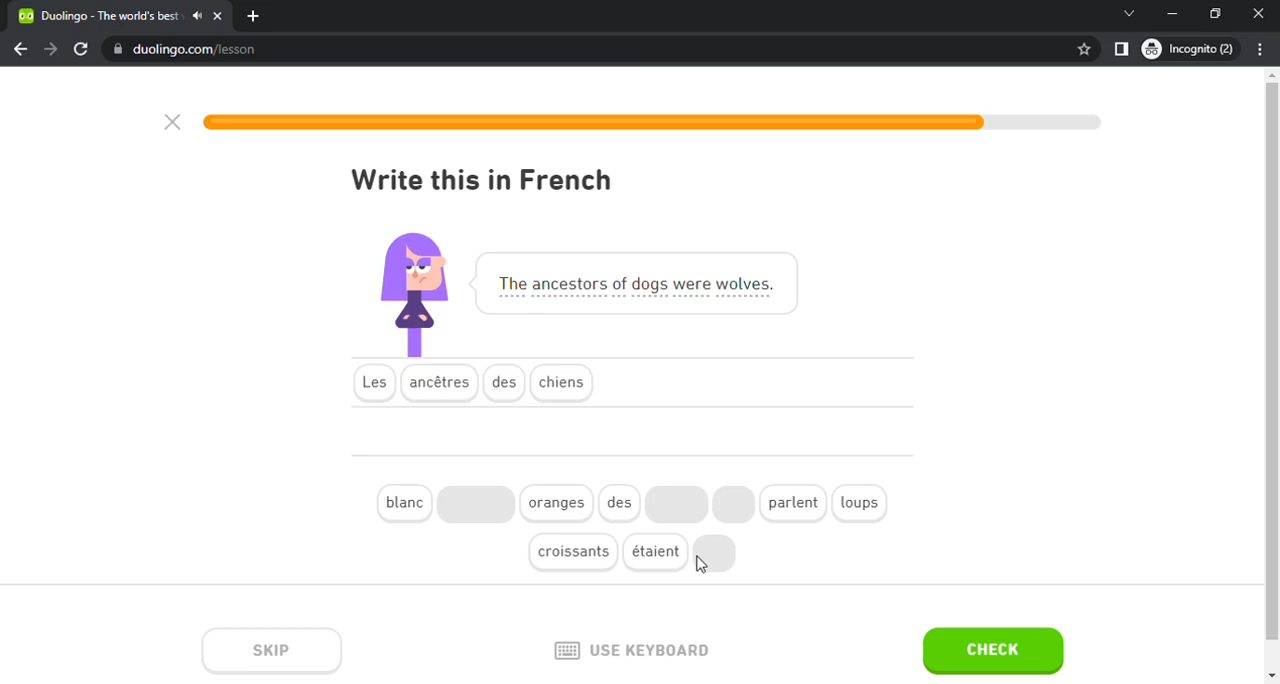 Duolingo - The world's best
duolingo.com/lesson
Incognito (2)
Write this in French
The ancestors of dogs were wolves.
Les ancêtres des chiens
blanc oranges des parlent loups
croissants étaient
SKIP USE KEYBOARD CHECK